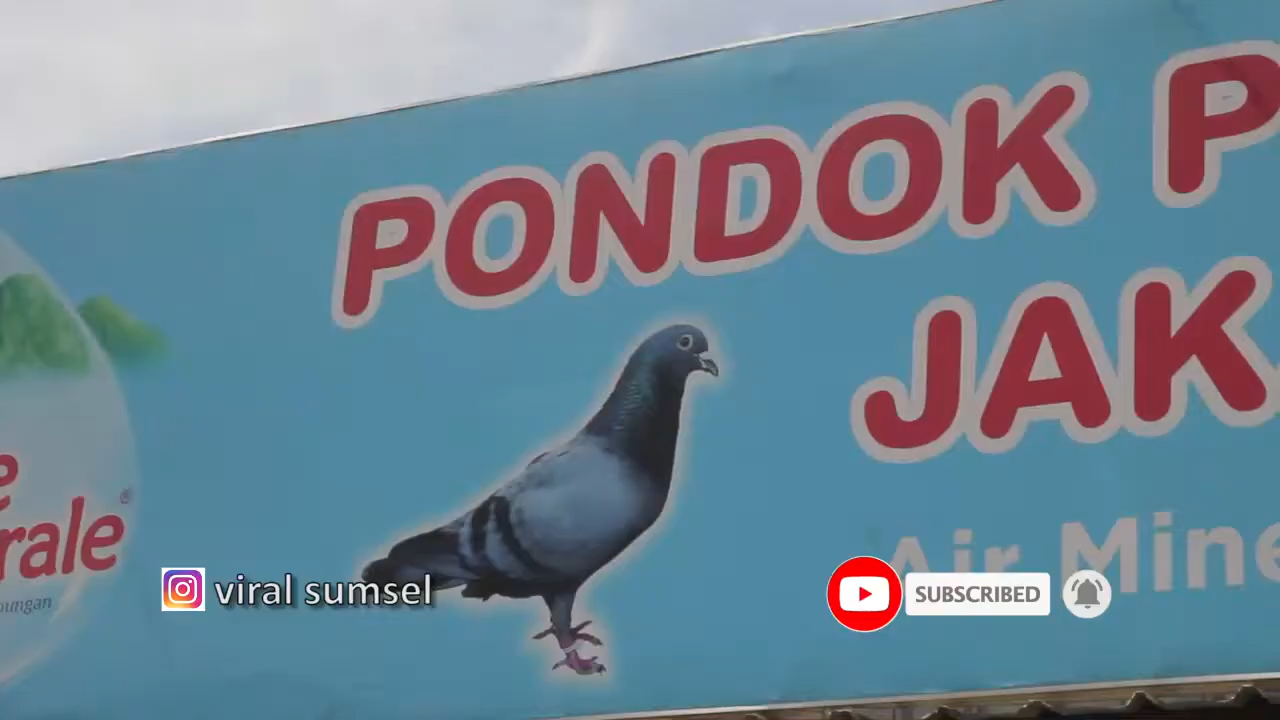 PONDOK P
JAK
Air Mine
rale®
viral sumsel
SUBSCRIBED